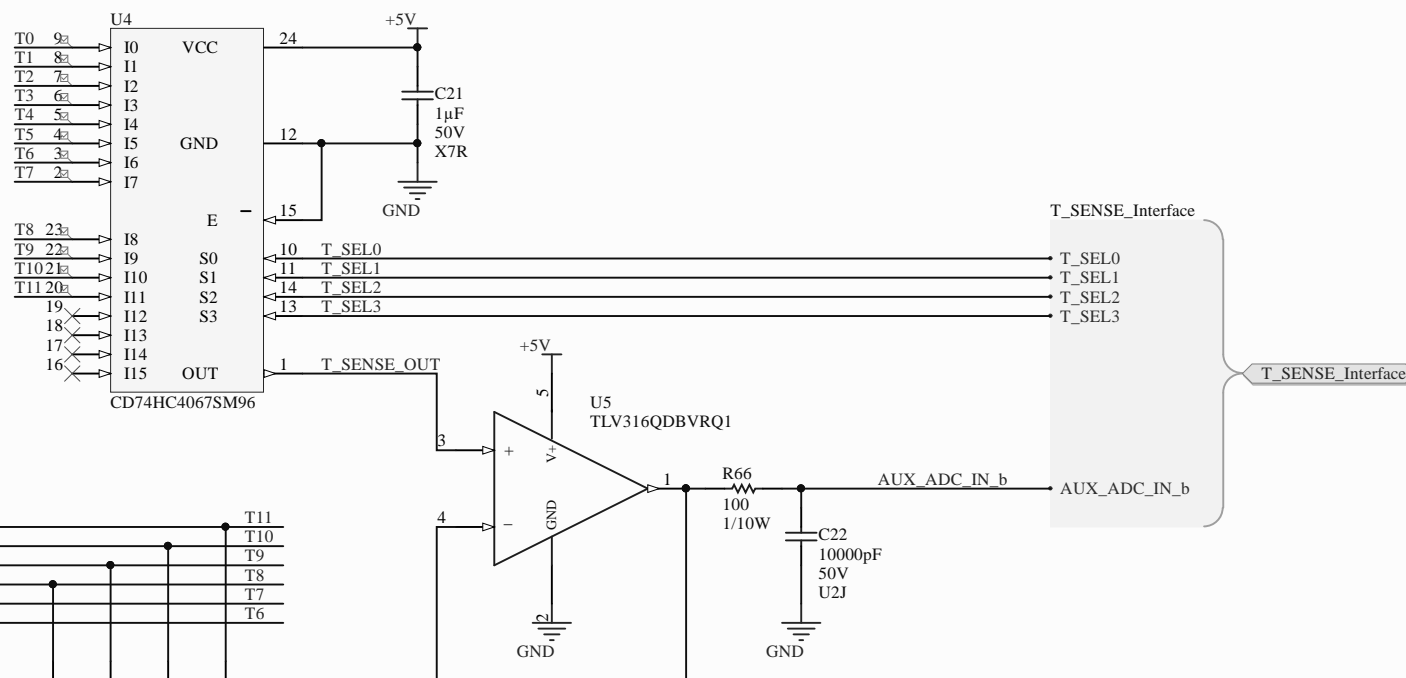 U4
+5V
T0 9 I0 VCC 24
T1 8 I1
T2 7 I2
T3 6 I3
C21
T4 5 I4
1µF
T5 4 I5 GND 12
50V
T6 3 I6
X7R
T7 2 I7
GND
E 15
T_SENSE_Interface
T8 23 I8
T9 22 I9 S0 10 T_SEL0 T_SEL0
T10 21 I10 S1 11 T_SEL1 T_SEL1
T11 20 I11 S2 14 T_SEL2 T_SEL2
19 I12 S3 13 T_SEL3 T_SEL3
18 I13
17 I14
16 I15 OUT 1 T_SENSE_OUT
T_SENSE_Interface
CD74HC4067SM96
+5V
5
U5
TLV316QDBVRQ1
3 + V+
1
R66
100
1/10W
AUX_ADC_IN_b AUX_ADC_IN_b
4 − GND
C22
10000pF
50V
U2J
2
GND
GND
T11
T10
T9
T8
T7
T6